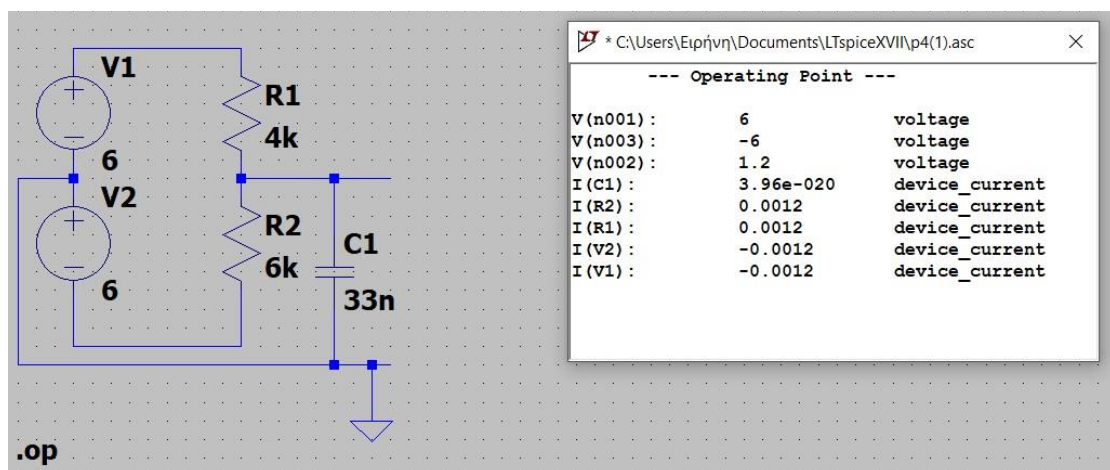 V1
R1
4k
6
V2
R2
6k
C1
6
33n
.op
* C:\Users\Ειρήνη\Documents\LTspiceXVII\p4(1).asc
--- Operating Point ---
V(n001): 6 voltage
V(n003): -6 voltage
V(n002): 1.2 voltage
I(C1): 3.96e-020 device_current
I(R2): 0.0012 device_current
I(R1): 0.0012 device_current
I(V2): -0.0012 device_current
I(V1): -0.0012 device_current